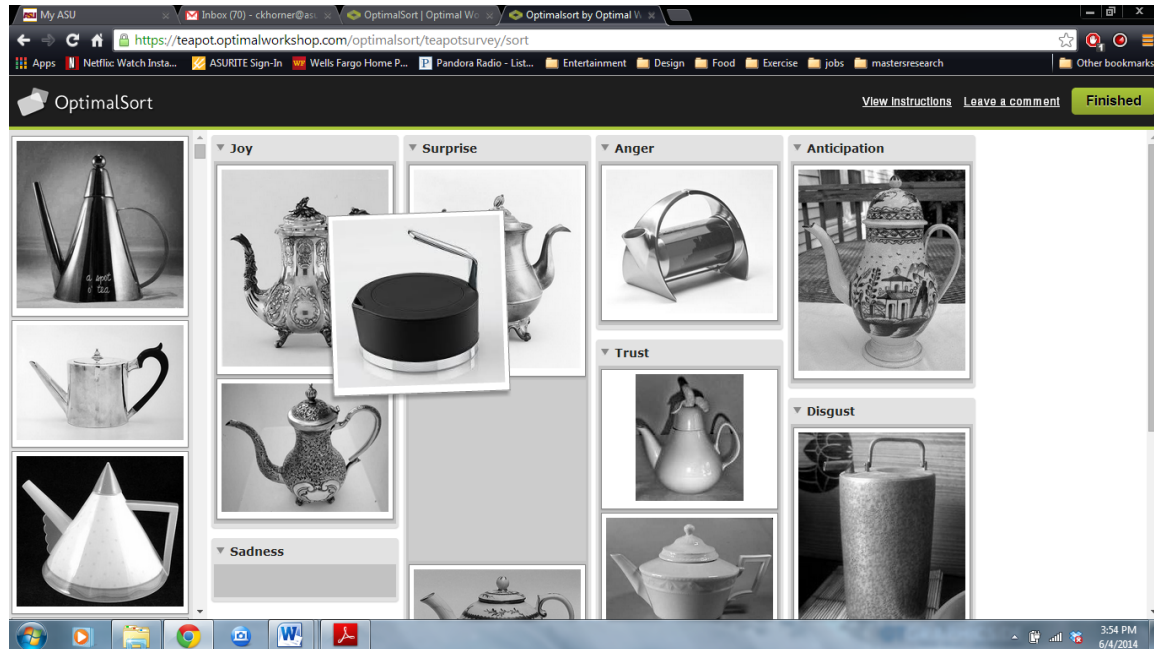 My ASU
Inbox (70) - ckhorner@asu
OptimalSort | Optimal Wo
Optimalsort by Optimal W
https://teapot.optimalworkshop.com/optimalsort/teapotsurvey/sort
Apps
Netflix Watch Insta...
ASURITE Sign-In
Wells Fargo Home P...
Pandora Radio - List...
Entertainment
Design
Food
Exercise
jobs
mastersresearch
Other bookmarks
OptimalSort
View Instructions
Leave a comment
Finished
Joy
Surprise
Anger
Anticipation
a spot
o' tea
Trust
Disgust
Sadness
3:54 PM
6/4/2014